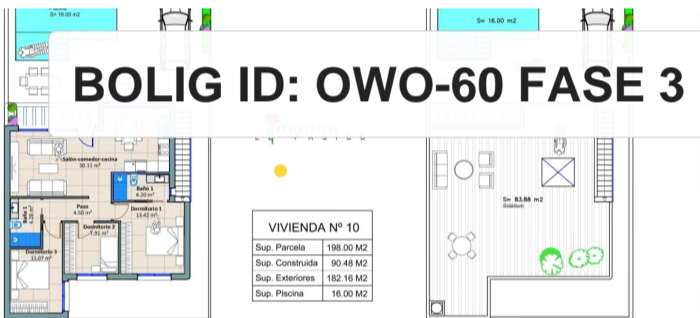 S= 16.00 m2
S= 16.00 m2
BOLIG ID: OWO-60 FASE 3
Salón-comedor-cocina
30.11 m²
Baño 1
4.20 m²
Paso
4.50 m²
Dormitorio 1
13.42 m²
Baño 1
4.28 m²
Dormitorio 2
7.91 m²
Dormitorio 3
11.07 m²
S= 83.88 m2
Solárium
VIVIENDA Nº 10
Sup. Parcela 198.00 M2
Sup. Construida 90.48 M2
Sup. Exteriores 182.16 M2
Sup. Piscina 16.00 M2